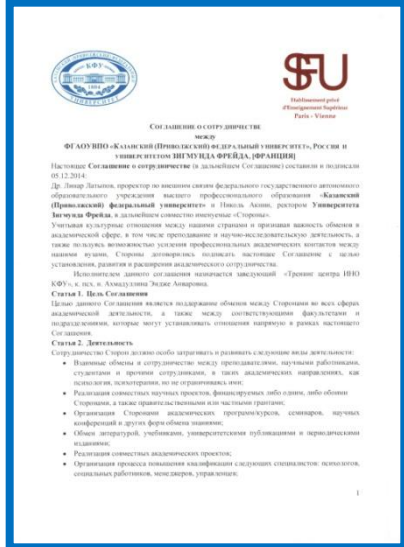 КФУ
1804
SFU
Etablissement privé
d'Enseignement Supérieur
Paris - Vienne
СОГЛАШЕНИЕ О СОТРУДНИЧЕСТВЕ
между
ФГАОУВПО «КАЗАНСКИЙ (ПРИВОЛЖСКИЙ) ФЕДЕРАЛЬНЫЙ УНИВЕРСИТЕТ», РОССИЯ И
УНИВЕРСИТЕТОМ ЗИГМУНДА ФРЕЙДА, [ФРАНЦИЯ]
Настоящее Соглашение о сотрудничестве (в дальнейшем Соглашение) составили и подписали
05.12.2014:
Др. Линар Латыпов, проректор по внешним связям федерального государственного автономного
образовательного учреждения высшего профессионального образования «Казанский
(Приволжский) федеральный университет» и Николь Ахнин, ректором Университета
Зигмунда Фрейда, в дальнейшем совместно именуемые «Стороны».
Учитывая культурные отношения между нашими странами и признавая важность обменов в
академической сфере, в том числе преподавание и научно-исследовательскую деятельность, а
также пользуясь возможностью усиления профессиональных академических контактов между
нашими вузами, Стороны договорились подписать настоящее Соглашение с целью
установления, развития и расширения академического сотрудничества.
Исполнителем данного соглашения назначается заведующий «Тренинг центра ИНО
КФУ», к. псх. н. Ахмадуллина Энджe Анваровна.
Статья 1. Цель Соглашения
Целью данного Соглашения является поддержание обменов между Сторонами во всех сферах
академической деятельности, а также между соответствующими факультетами и
подразделениями, которые могут устанавливать отношения напрямую в рамках настоящего
Соглашения.
Статья 2. Деятельность
Сотрудничество Сторон должно особо затрагивать и развивать следующие виды деятельности:
• Взаимные обмены и сотрудничество между преподавателями, научными работниками,
студентами и прочими сотрудниками, в таких академических направлениях, как
психология, психотерапия, но не ограничиваясь ими;
• Реализация совместных научных проектов, финансируемых либо одним, либо обоими
Сторонами, а также правительственными или частными грантами;
• Организация Сторонами академических программ/курсов, семинаров, научных
конференций и других форм обмена знаниями;
• Обмен литературой, учебниками, университетскими публикациями и периодическими
изданиями;
• Реализация совместных академических проектов;
• Организация процесса повышения квалификации следующих специалистов: психологов,
социальных работников, менеджеров, управленцев;
1